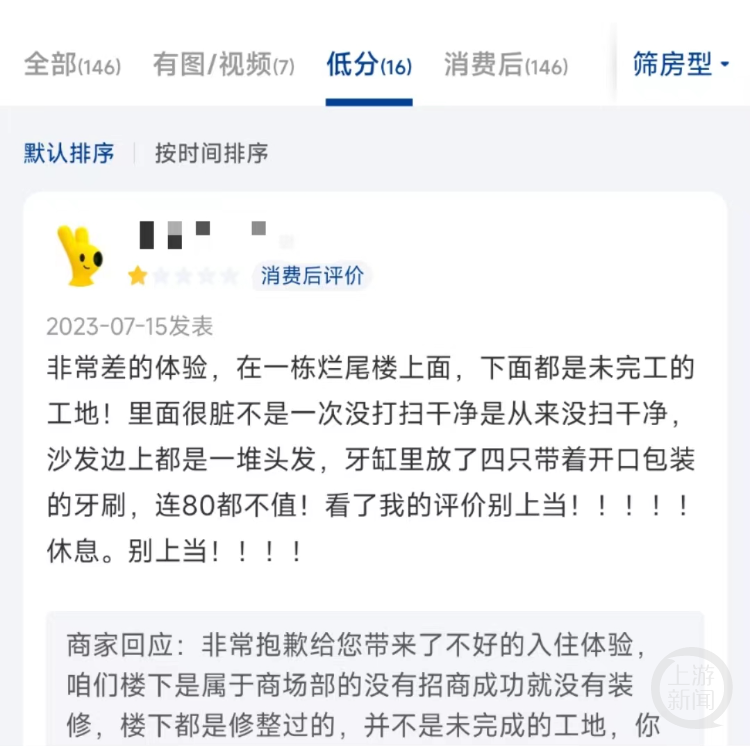 全部(146) 有图/视频(7) 低分(16) 消费后(146) 筛房型
默认排序 按时间排序
消费后评价
2023-07-15发表
非常差的体验，在一栋烂尾楼上面，下面都是未完工的
工地！里面很脏不是一次没打扫干净是从来没扫干净，
沙发边上都是一堆头发，牙缸里放了四只带着开口包装
的牙刷，连80都不值！看了我的评价别上当！！！！！
休息。别上当！！！！
商家回应：非常抱歉给您带来了不好的入住体验，
咱们楼下是属于商场部的没有招商成功就没有装
修，楼下都是修整过的，并不是未完成的工地，你
上游
新闻